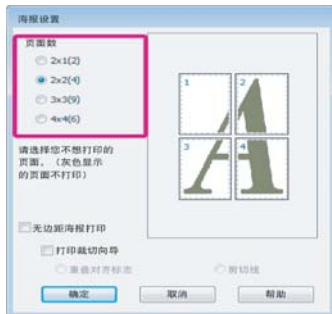 海报设置
页面数
2x1(2)
2x2(4)
3x3(9)
4x4(6)
请选择您不想打印的
页面。（灰色显示
的页面不打印）
1
2
3
4
无边距海报打印
打印裁切向导
重叠对齐标志
剪切线
确定
取消
帮助